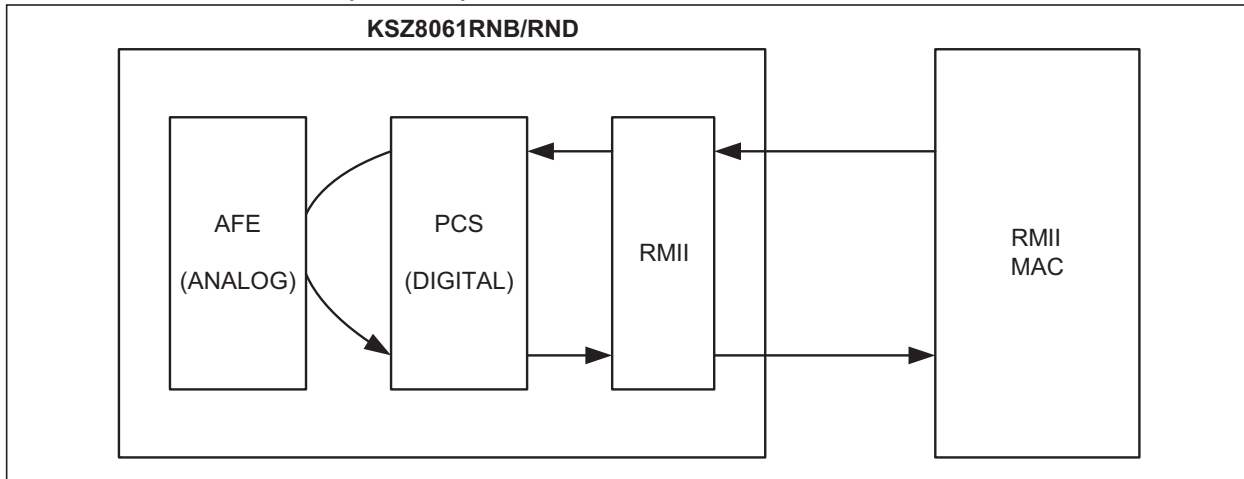 KSZ8061RNB/RND
AFE
(ANALOG)
PCS
(DIGITAL)
RMII
RMII
MAC